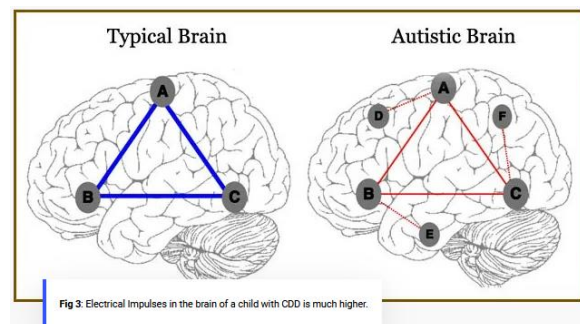 Typical Brain
Autistic Brain
A
B
C
A
D
F
B
C
E
Fig 3: Electrical Impulses in the brain of a child with CDD is much higher.